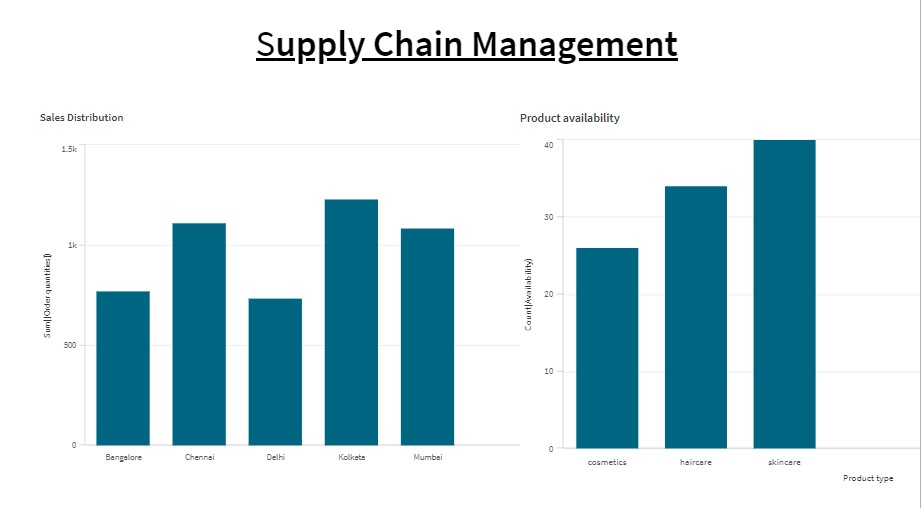 Supply Chain Management
Sales Distribution
1.5k
1k
500
0
Sum([Order quantities])
Bangalore
Chennai
Delhi
Kolkata
Mumbai
Product availability
40
30
20
10
0
Count(Availability)
cosmetics
haircare
skincare
Product type